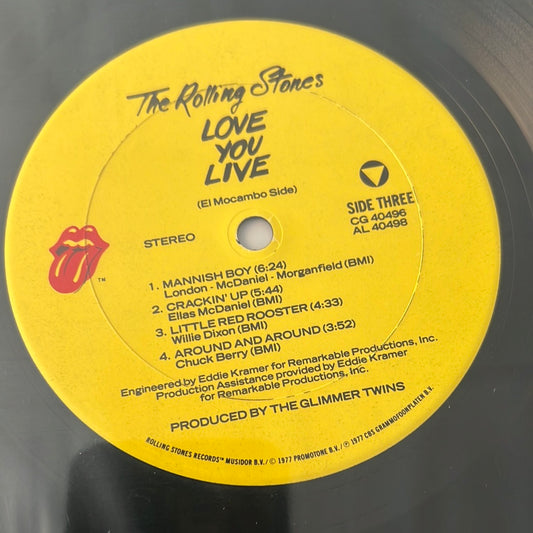 The Rolling Stones
LOVE
YOU
LIVE
(El Mocambo Side)
STEREO
SIDE THREE
CG 40496
AL 40498
TM
1. MANNISH BOY (6:24)
London - McDaniel - Morganfield (BMI)
2. CRACKIN' UP (5:44)
Ellas McDaniel (BMI)
3. LITTLE RED ROOSTER (4:33)
Willie Dixon (BMI)
4. AROUND AND AROUND (3:52)
Chuck Berry (BMI)
Engineered by Eddie Kramer for Remarkable Productions, Inc.
Production Assistance provided by Eddie Kramer
for Remarkable Productions, Inc.
PRODUCED BY THE GLIMMER TWINS
ROLLING STONES RECORDS™ MUSIDOR B.V./ © 1977 PROMOTONE B.V./ ℗ 1977 CBS GRAMMOFOONPLATEN B.V.